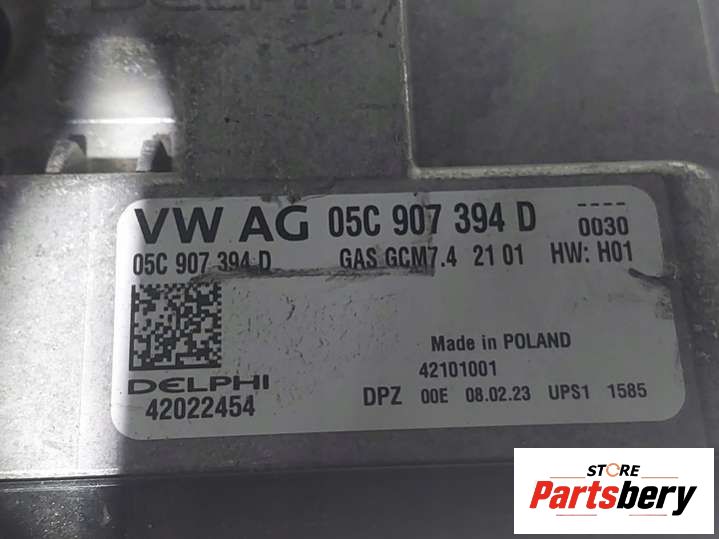 DELPHI
VW AG 05C 907 394 D ----
0030
05C 907 394 D GAS GCM7.4 21 01 HW: H01
Made in POLAND
DELPHI 42101001
42022454 DPZ 00E 08.02.23 UPS1 1585
STORE
Partsbery